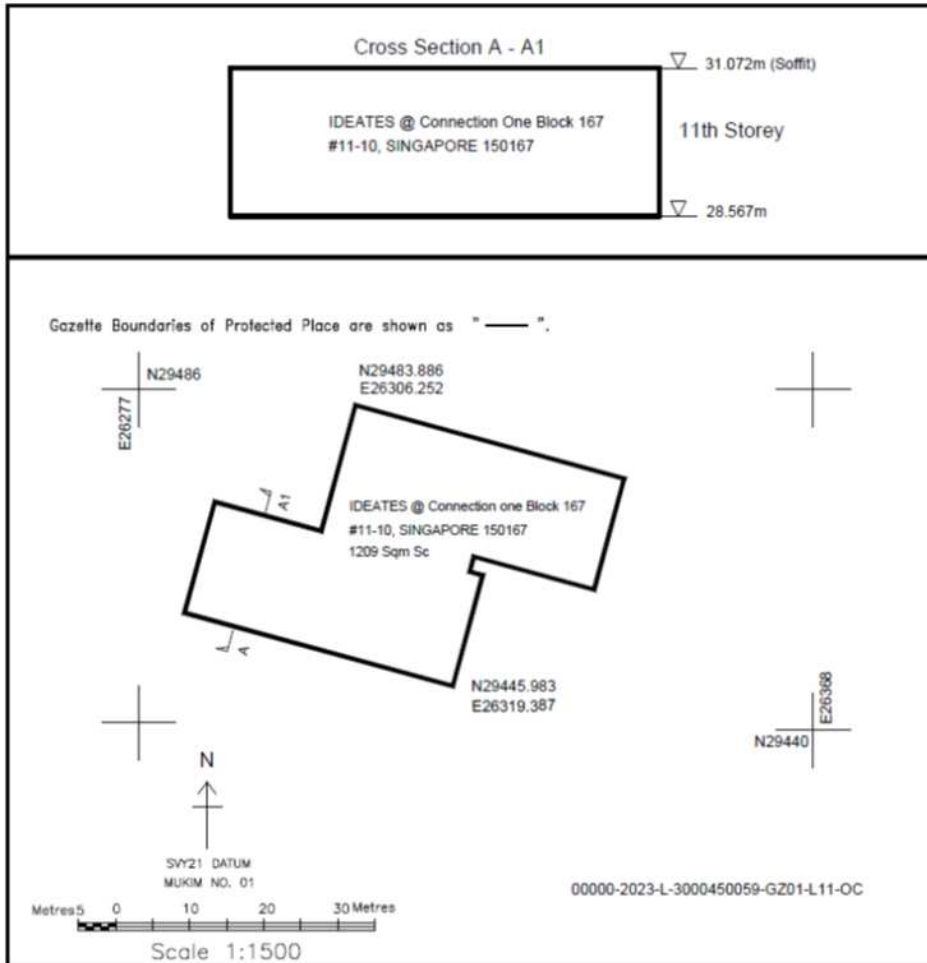 Cross Section A - A1
31.072m (Soffit)
IDEATES @ Connection One Block 167
#11-10, SINGAPORE 150167
11th Storey
28.567m
Gazette Boundaries of Protected Place are shown as " —— ".
N29486
E26277
N29483.886
E26306.252
A1
IDEATES @ Connection one Block 167
#11-10, SINGAPORE 150167
1209 Sqm Sc
A
N29445.983
E26319.387
E26368
N29440
N
SVY21 DATUM
MUKIM NO. 01
00000-2023-L-3000450059-GZ01-L11-OC
Metres5 0 10 20 30 Metres
Scale 1:1500